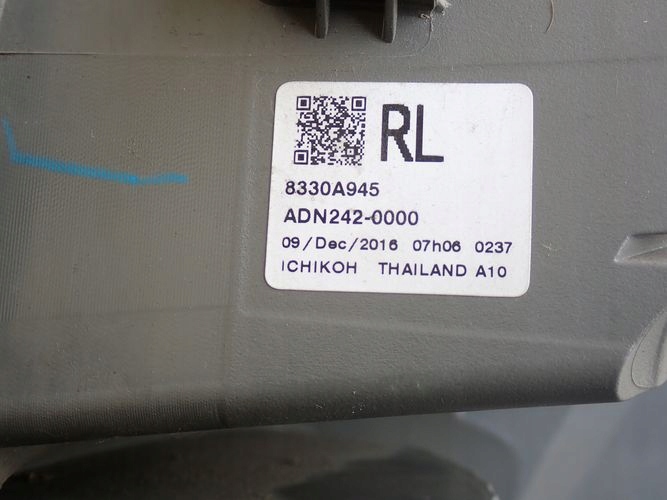 RL
8330A945
ADN242-0000
09/Dec/2016 07h06 0237
ICHIKOH THAILAND A10